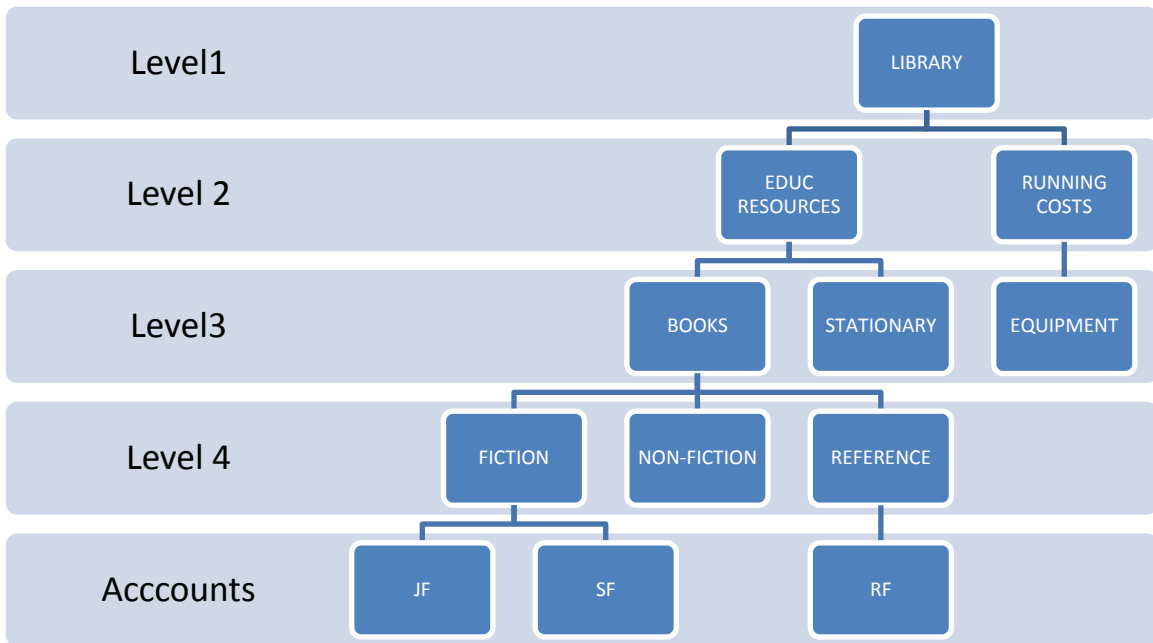 Level1
LIBRARY
Level 2
EDUC
RESOURCES
RUNNING
COSTS
Level3
BOOKS
STATIONARY
EQUIPMENT
Level 4
FICTION
NON-FICTION
REFERENCE
Acccounts
JF
SF
RF